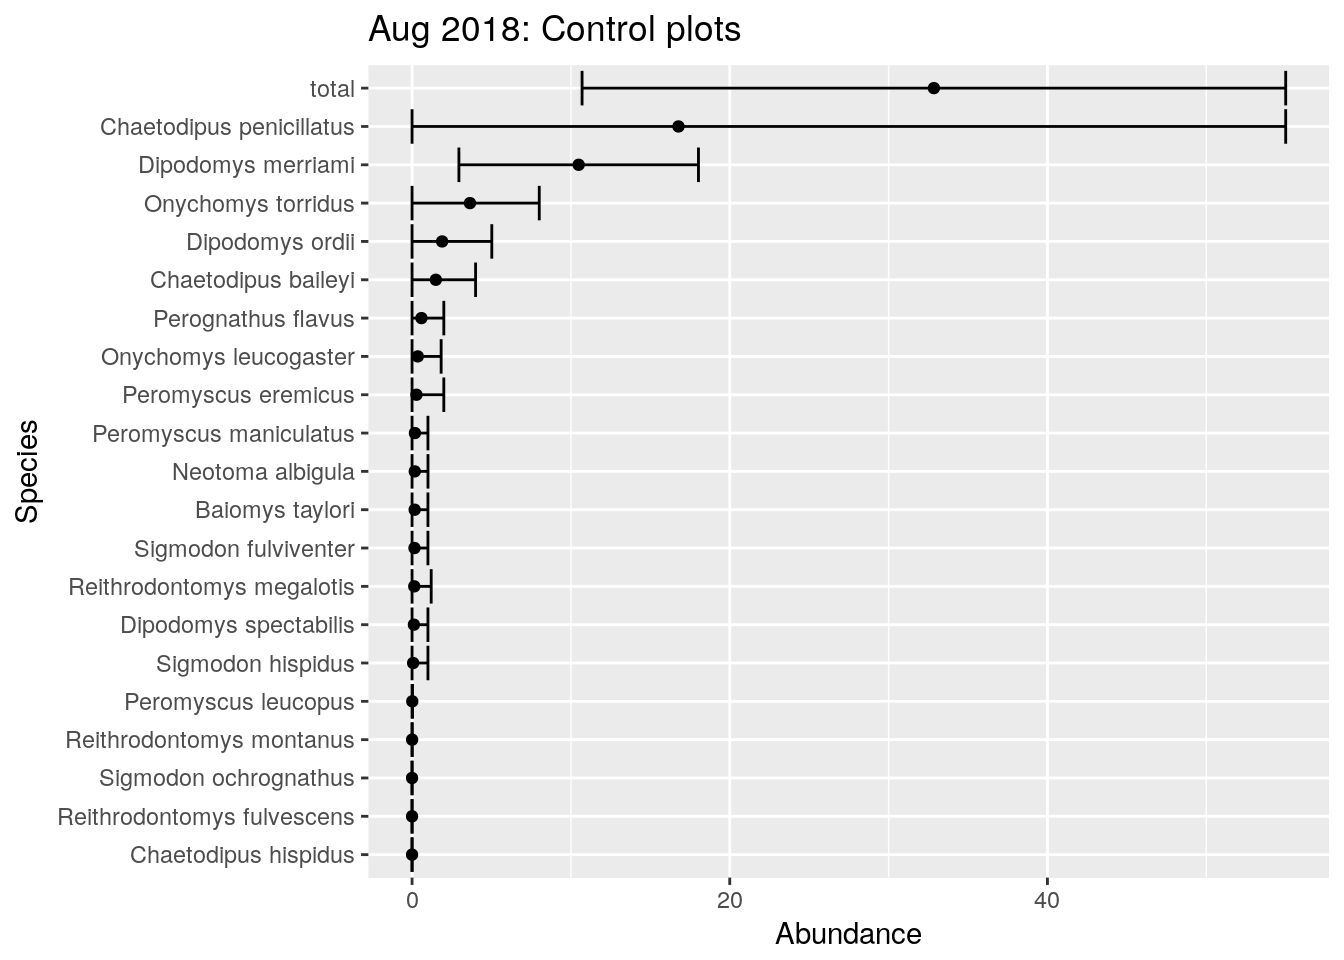 Aug 2018: Control plots
total
Chaetodipus penicillatus
Dipodomys merriami
Onychomys torridus
Dipodomys ordii
Chaetodipus baileyi
Perognathus flavus
Onychomys leucogaster
Peromyscus eremicus
Peromyscus maniculatus
Neotoma albigula
Baiomys taylori
Sigmodon fulviventer
Reithrodontomys megalotis
Dipodomys spectabilis
Sigmodon hispidus
Peromyscus leucopus
Reithrodontomys montanus
Sigmodon ochrognathus
Reithrodontomys fulvescens
Chaetodipus hispidus
Species
0 20 40
Abundance